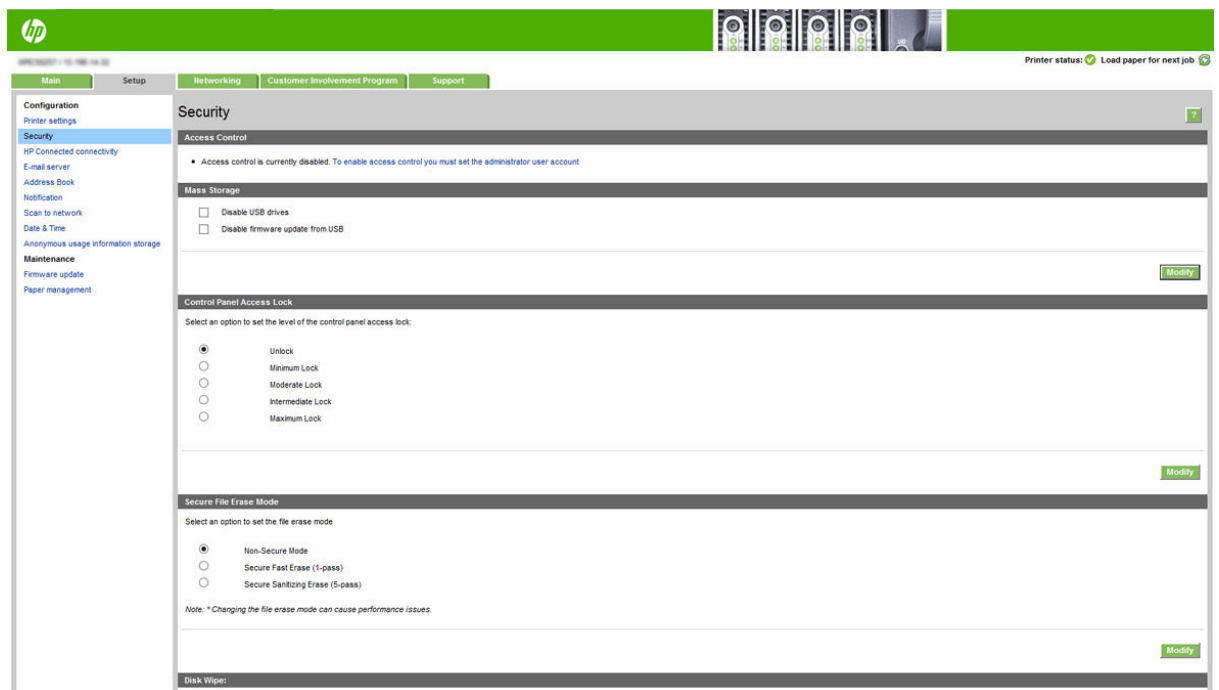 hp
Printer status: Load paper for next job
Main Setup Networking Customer Involvement Program Support
Configuration
Printer settings
Security
HP Connected connectivity
E-mail server
Address Book
Notification
Scan to network
Date & Time
Anonymous usage information storage
Maintenance
Firmware update
Paper management
Security
?
Access Control
Access control is currently disabled. To enable access control you must set the administrator user account
Mass Storage
Disable USB drives
Disable firmware update from USB
Modify
Control Panel Access Lock
Select an option to set the level of the control panel access lock:
Unlock
Minimum Lock
Moderate Lock
Intermediate Lock
Maximum Lock
Modify
Secure File Erase Mode
Select an option to set the file erase mode
Non-Secure Mode
Secure Fast Erase (1-pass)
Secure Sanitizing Erase (5-pass)
Note: * Changing the file erase mode can cause performance issues.
Modify
Disk Wipe: